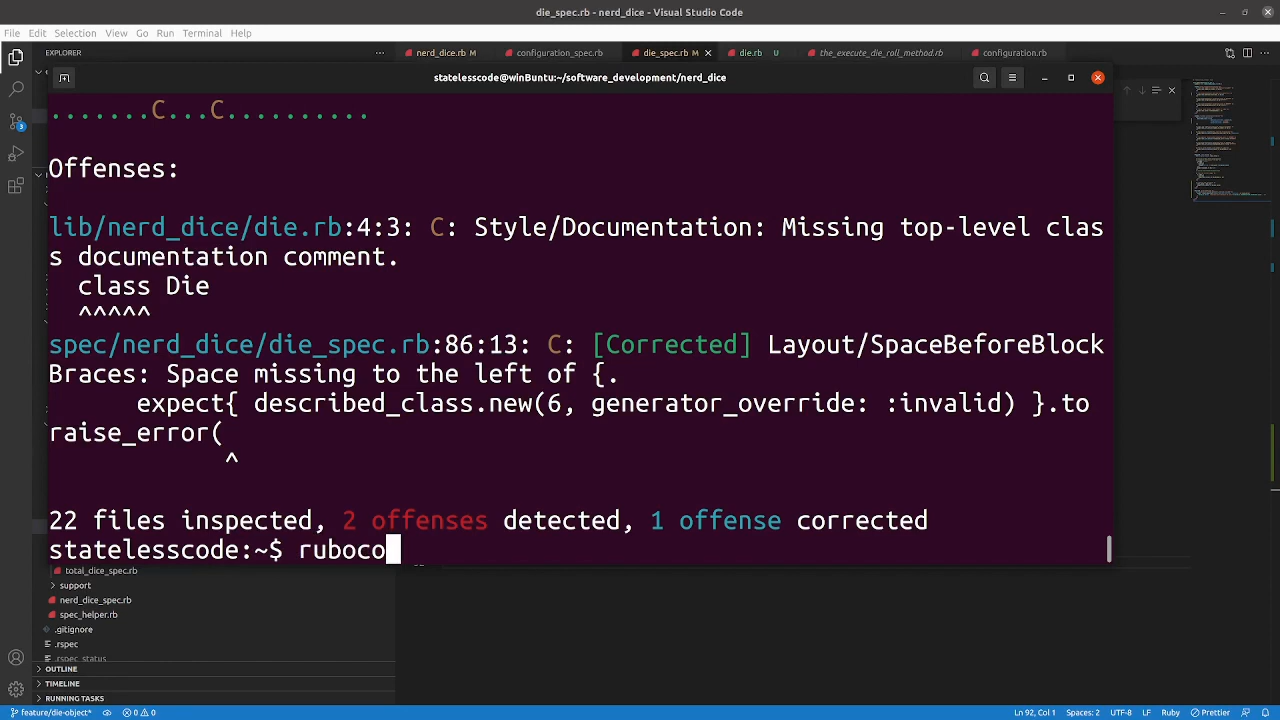 die_spec.rb - nerd_dice - Visual Studio Code
File Edit Selection View Go Run Terminal Help
EXPLORER
nerd_dice.rb M
configuration_spec.rb
die_spec.rb M
die.rb U
the_execute_die_roll_method.rb
configuration.rb
statelesscode@winBuntu:~/software_development/nerd_dice
.......C...C..........
Offenses:
lib/nerd_dice/die.rb:4:3: C: Style/Documentation: Missing top-level clas
s documentation comment.
class Die
^^^^^
spec/nerd_dice/die_spec.rb:86:13: C: [Corrected] Layout/SpaceBeforeBlock
Braces: Space missing to the left of {.
expect{ described_class.new(6, generator_override: :invalid) }.to
raise_error(
^
22 files inspected, 2 offenses detected, 1 offense corrected
statelesscode:~$ ruboco
total_dice_spec.rb
support
nerd_dice_spec.rb
spec_helper.rb
.gitignore
.rspec
.rspec_status
OUTLINE
TIMELINE
RUNNING TASKS
3
feature/die-object* 0 0 Ln 92, Col 1 Spaces: 2 UTF-8 LF Ruby Prettier